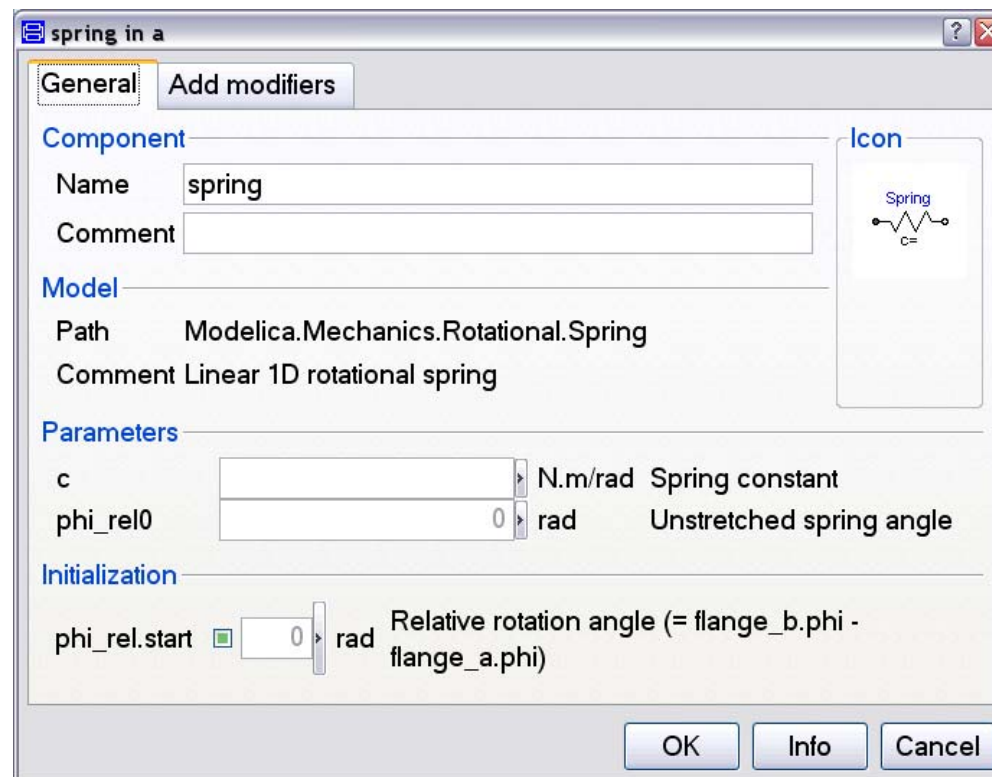 spring in a
General Add modifiers
Component
Icon
Name spring
Spring
c=
Comment
Model
Path Modelica.Mechanics.Rotational.Spring
Comment Linear 1D rotational spring
Parameters
c N.m/rad Spring constant
phi_rel0 0 rad Unstretched spring angle
Initialization
phi_rel.start 0 rad Relative rotation angle (= flange_b.phi -
flange_a.phi)
OK Info Cancel